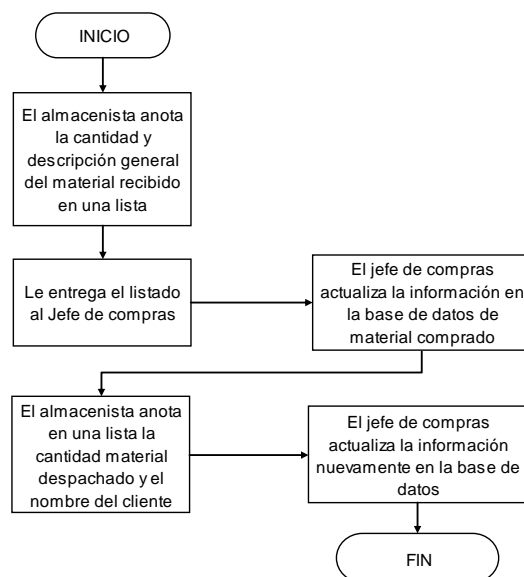 INICIO
El almacenista anota
la cantidad y
descripción general
del material recibido
en una lista
Le entrega el listado
al Jefe de compras
El jefe de compras
actualiza la información en
la base de datos de
material comprado
El almacenista anota
en una lista la
cantidad material
despachado y el
nombre del cliente
El jefe de compras
actualiza la información
nuevamente en la base de
datos
FIN